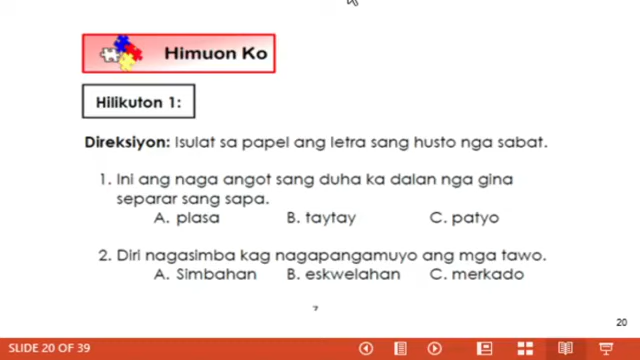 Himuon Ko
Hilikuton 1:
Direksiyon: Isulat sa papel ang letra sang husto nga sabat.
1. Ini ang naga angot sang duha ka dalan nga gina
separar sang sapa.
A. plasa B. taytay C. patyo
2. Diri nagasimba kag nagapangamuyo ang mga tawo.
A. Simbahan B. eskwelahan C. merkado
20
SLIDE 20 OF 39